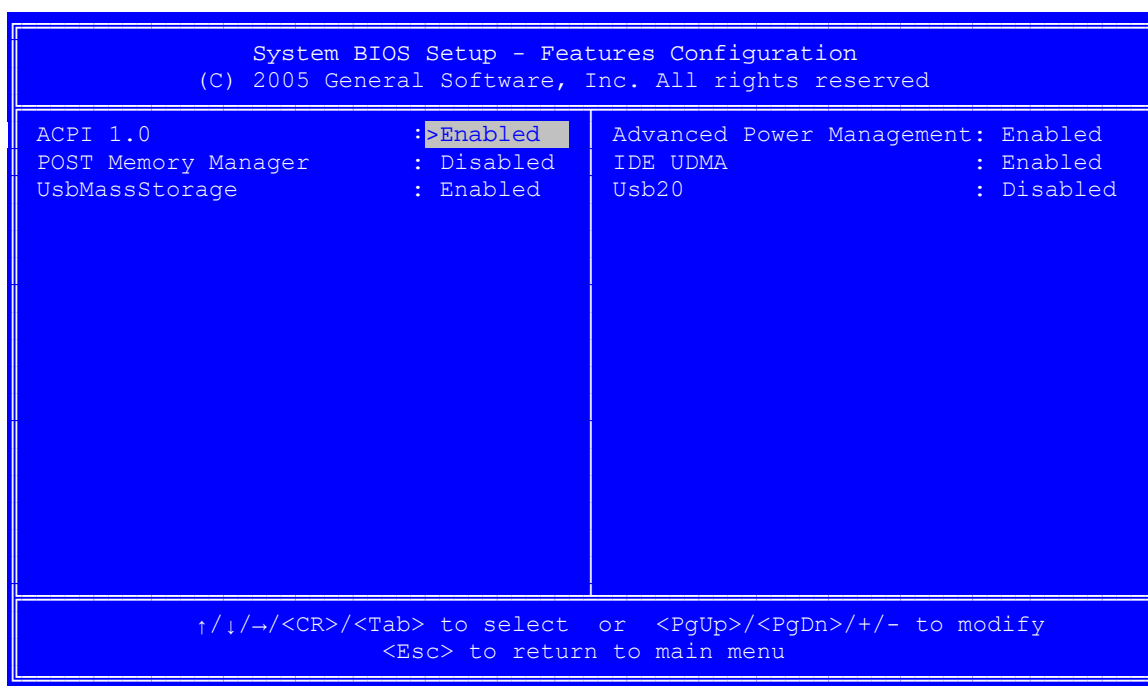 System BIOS Setup - Features Configuration
(C) 2005 General Software, Inc. All rights reserved
ACPI 1.0 :>Enabled
POST Memory Manager : Disabled
UsbMassStorage : Enabled
Advanced Power Management: Enabled
IDE UDMA : Enabled
Usb20 : Disabled
↑/↓/→/<CR>/<Tab> to select or <PgUp>/<PgDn>/+/- to modify
<Esc> to return to main menu